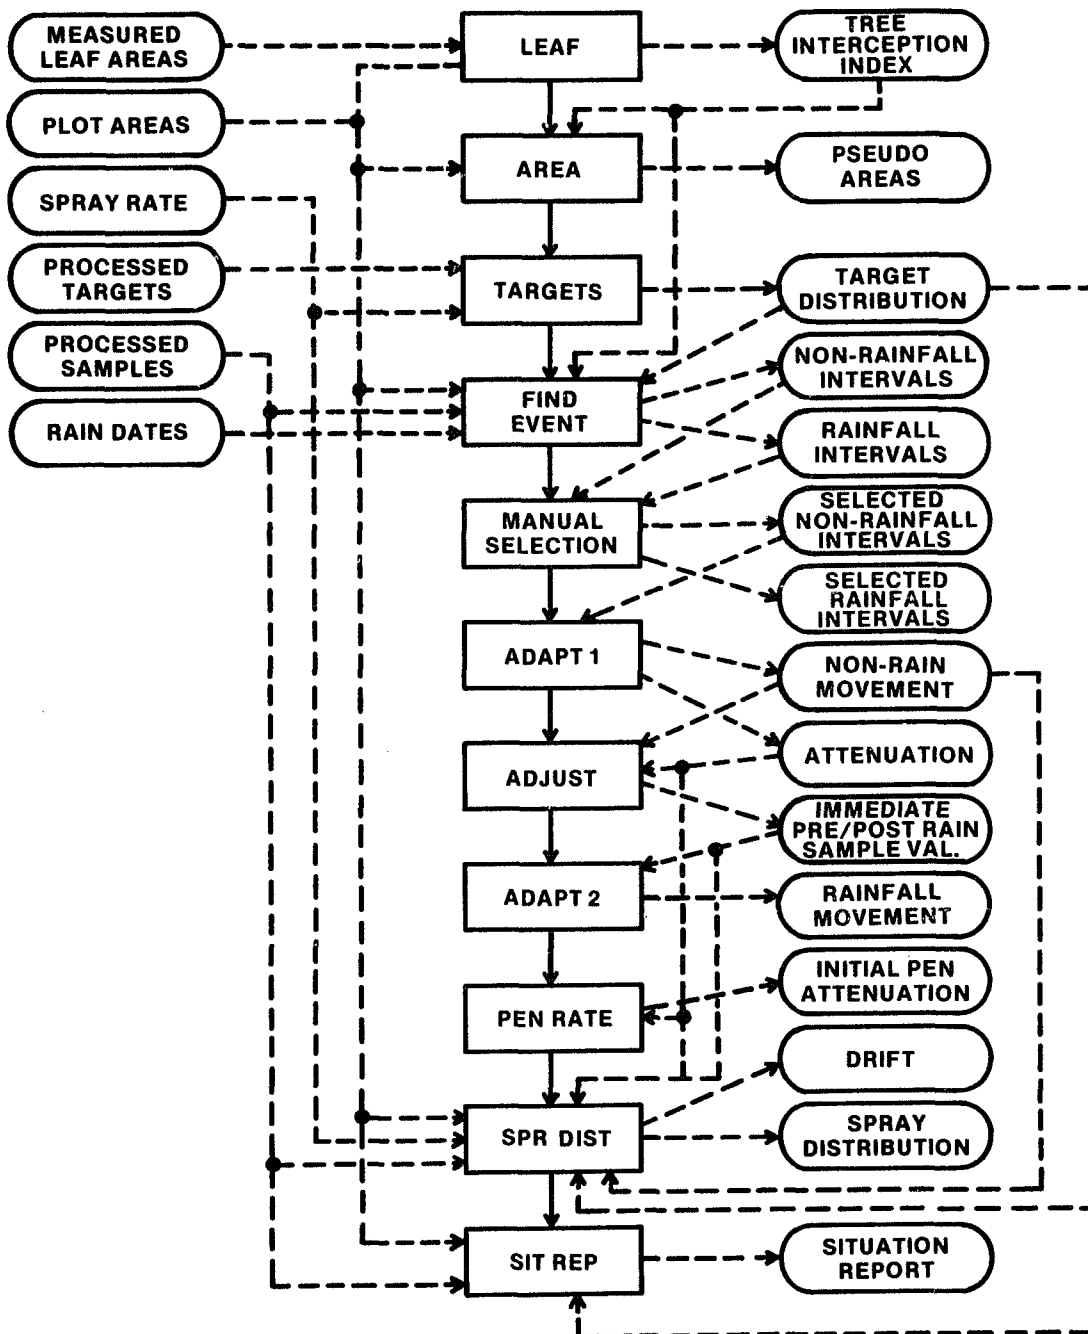 MEASURED
LEAF AREAS
PLOT AREAS
SPRAY RATE
PROCESSED
TARGETS
PROCESSED
SAMPLES
RAIN DATES
LEAF
AREA
TARGETS
FIND
EVENT
MANUAL
SELECTION
ADAPT 1
ADJUST
ADAPT 2
PEN RATE
SPR DIST
SIT REP
TREE
INTERCEPTION
INDEX
PSEUDO
AREAS
TARGET
DISTRIBUTION
NON-RAINFALL
INTERVALS
RAINFALL
INTERVALS
SELECTED
NON-RAINFALL
INTERVALS
SELECTED
RAINFALL
INTERVALS
NON-RAIN
MOVEMENT
ATTENUATION
IMMEDIATE
PRE/POST RAIN
SAMPLE VAL.
RAINFALL
MOVEMENT
INITIAL PEN
ATTENUATION
DRIFT
SPRAY
DISTRIBUTION
SITUATION
REPORT